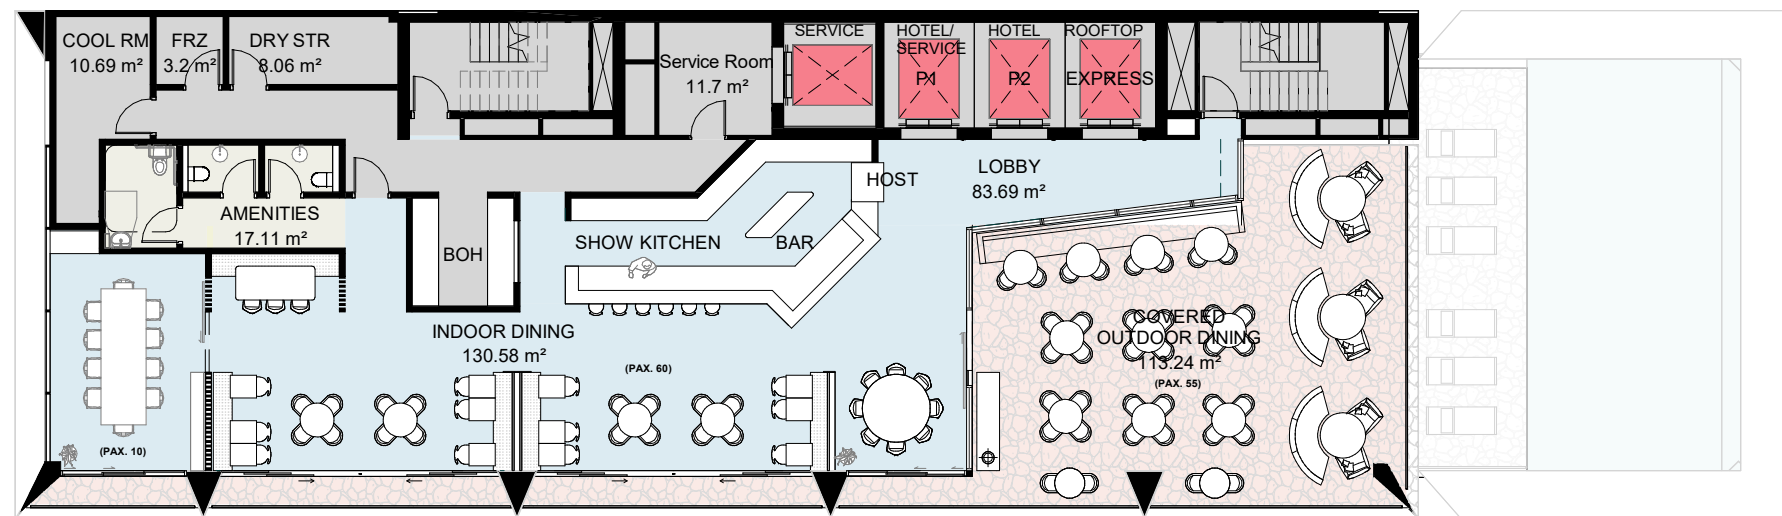 COOL RM
10.69 m²
FRZ
3.2 m²
DRY STR
8.06 m²
Service Room
11.7 m²
SERVICE
HOTEL/
SERVICE
P1
HOTEL
P2
ROOFTOP
EXPRESS
LOBBY
83.69 m²
HOST
AMENITIES
17.11 m²
BOH
SHOW KITCHEN
BAR
INDOOR DINING
130.58 m²
(PAX. 60)
COVERED
OUTDOOR DINING
113.24 m²
(PAX. 55)
(PAX. 10)